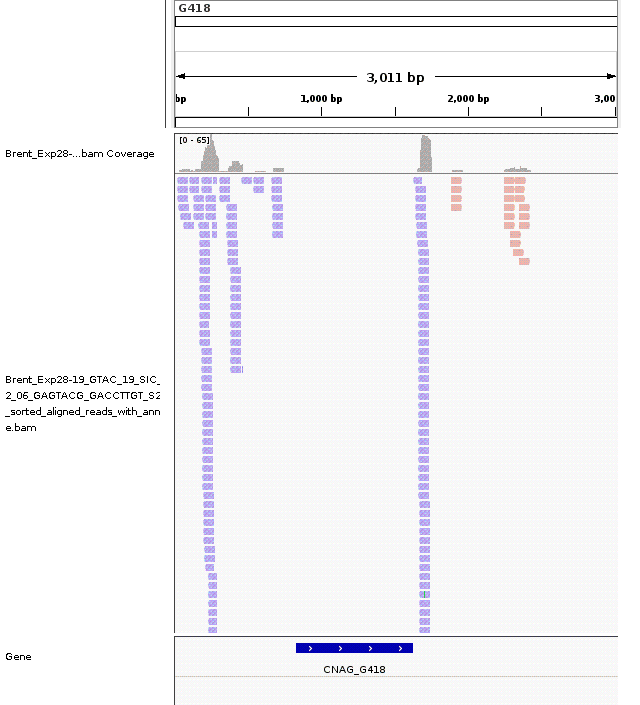 G418
3,011 bp
bp 1,000 bp 2,000 bp 3,00
[0 - 65]
Brent_Exp28-...bam Coverage
Brent_Exp28-19_GTAC_19_SIC_
2_06_GAGTACG_GACCTTGT_S2
_sorted_aligned_reads_with_ann
e.bam
Gene
CNAG_G418